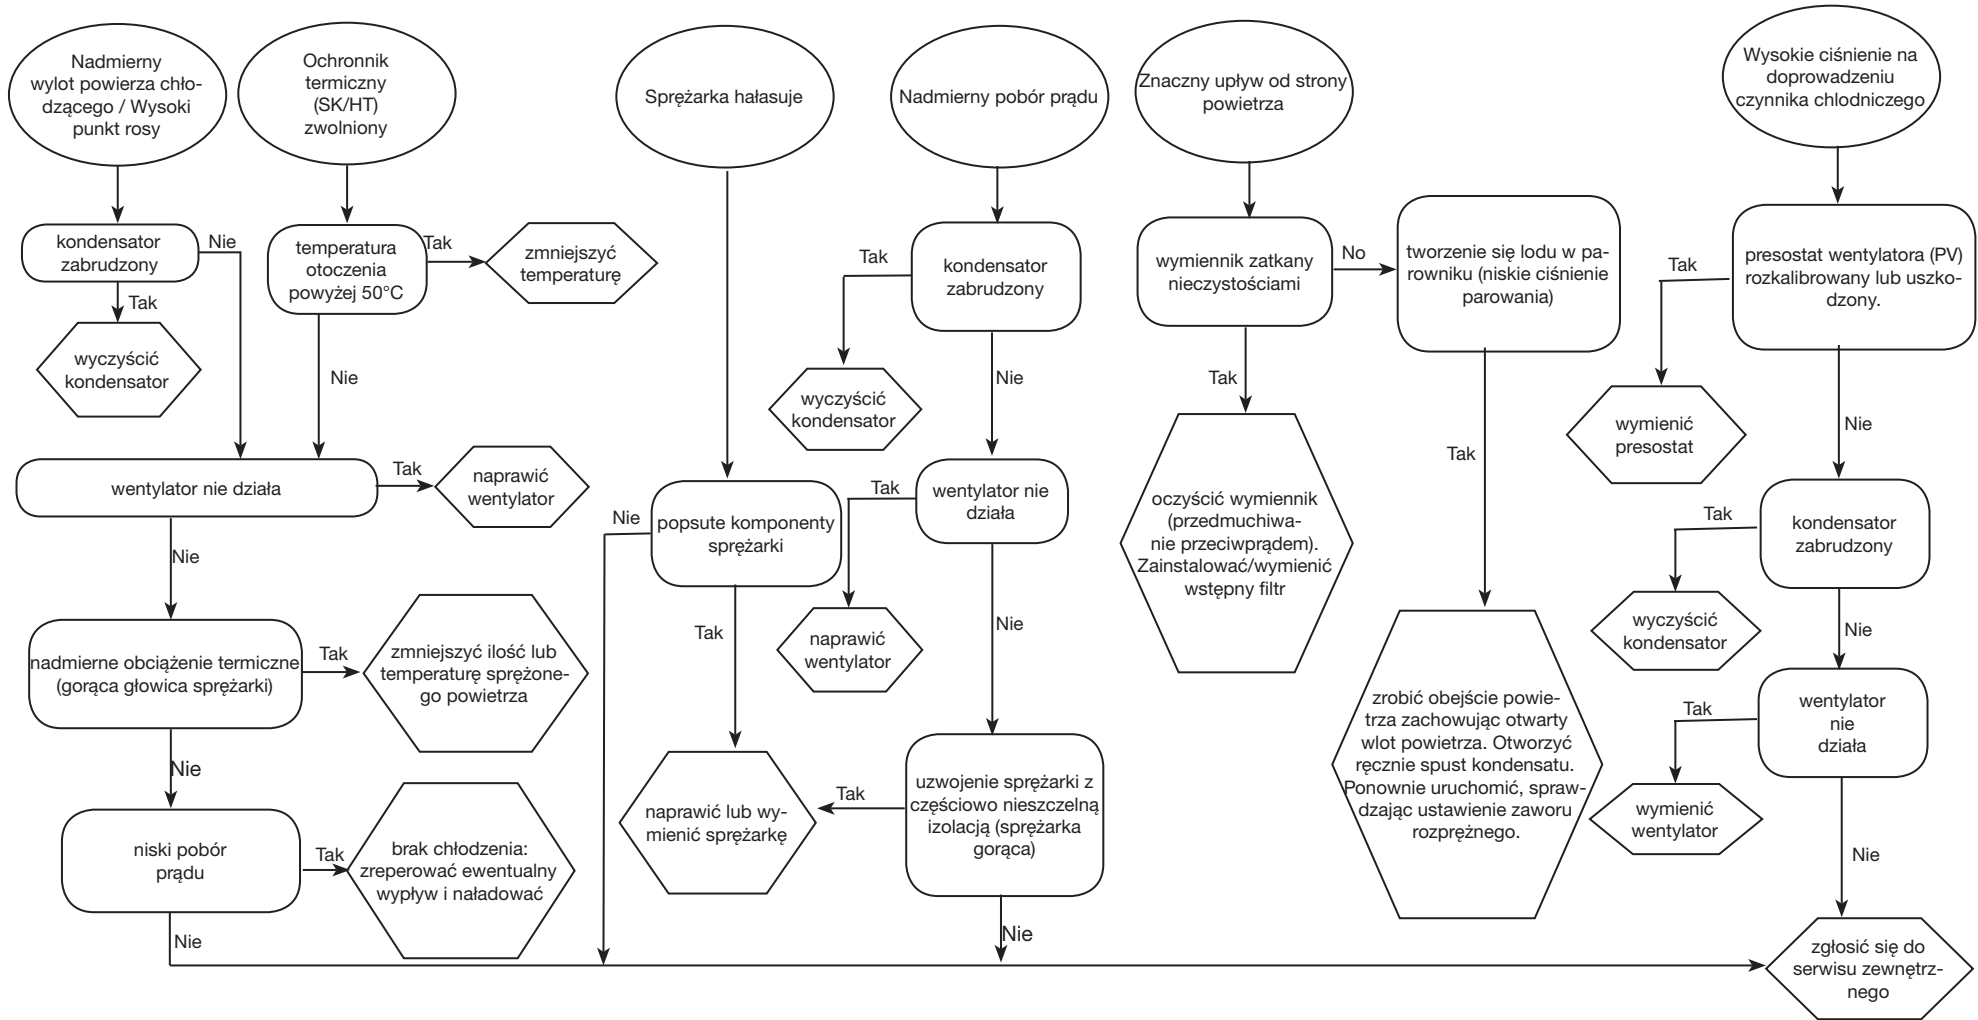 Nadmierny
wylot powierza chło-
dzącego / Wysoki
punkt rosy
Ochronnik
termiczny
(SK/HT)
zwolniony
Sprężarka hałasuje
Nadmierny pobór prądu
Znaczny upływ od strony
powietrza
Wysokie ciśnienie na
doprowadzeniu
czynnika chlodniczego
kondensator
zabrudzony
Nie
Tak
wyczyścić
kondensator
temperatura
otoczenia
powyżej 50°C
Tak
zmniejszyć
temperaturę
Nie
wentylator nie działa
Tak
naprawić
wentylator
Nie
nadmierne obciążenie termiczne
(gorąca głowica sprężarki)
Tak
zmniejszyć ilość lub
temperaturę sprężone-
go powietrza
Nie
niski pobór
prądu
Tak
brak chłodzenia:
zreperować ewentualny
wypływ i naładować
Nie
popsute komponenty
sprężarki
Nie
Tak
naprawić lub wy-
mienić sprężarkę
kondensator
zabrudzony
Tak
wyczyścić
kondensator
Nie
wentylator nie
działa
Tak
naprawić
wentylator
Nie
uzwojenie sprężarki z
częściowo nieszczelną
izolacją (sprężarka
gorąca)
Tak
Nie
wymiennik zatkany
nieczystościami
No
Tak
oczyścić wymiennik
(przedmuchiwa-
nie przeciwprądem).
Zainstalować/wymienić
wstępny filtr
tworzenie się lodu w pa-
rowniku (niskie ciśnienie
parowania)
Tak
zrobić obejście powie-
trza zachowując otwarty
wlot powietrza. Otworzyć
ręcznie spust kondensatu.
Ponownie uruchomić, spraw-
dzając ustawienie zaworu
rozprężnego.
presostat wentylatora (PV)
rozkalibrowany lub uszko-
dzony.
Tak
wymienić
presostat
Nie
kondensator
zabrudzony
Tak
wyczyścić
kondensator
Nie
wentylator
nie
działa
Tak
wymienić
wentylator
Nie
zgłosić się do
serwisu zewnętrz-
nego